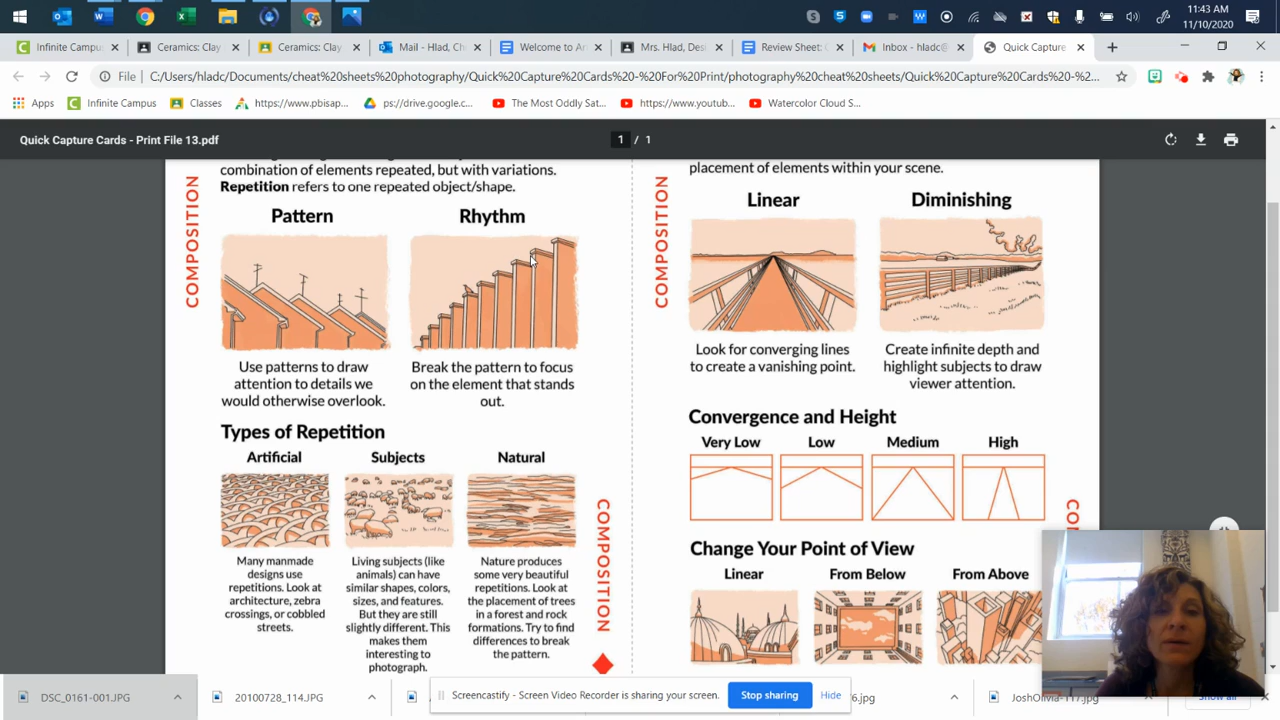 11:43 AM
11/10/2020
Infinite Campu
Ceramics: Clay
Ceramics: Clay
Mail - Hlad, Ch
Welcome to Ar
Mrs. Hlad, Des
Review Sheet: C
Inbox - hladc@
Quick Capture
File
C:/Users/hladc/Documents/cheat%20sheets%20photography/Quick%20Capture%20Cards%20-%20For%20Print/photography%20cheat%20sheets/Quick%20Capture%20Cards%20-%2...
Apps
Infinite Campus
Classes
https://www.pbisap...
ps://drive.google.c...
The Most Oddly Sat...
https://www.youtub...
Watercolor Cloud S...
Quick Capture Cards - Print File 13.pdf
1 / 1
combination of elements repeated, but with variations.
Repetition refers to one repeated object/shape.
COMPOSITION
Pattern
Rhythm
Use patterns to draw
attention to details we
would otherwise overlook.
Break the pattern to focus
on the element that stands
out.
Types of Repetition
Artificial
Subjects
Natural
Many manmade
designs use
repetitions. Look at
architecture, zebra
crossings, or cobbled
streets.
Living subjects (like
animals) can have
similar shapes, colors,
sizes, and features.
But they are still
slightly different. This
makes them
interesting to
photograph.
Nature produces
some very beautiful
repetitions. Look at
the placement of trees
in a forest and rock
formations. Try to find
differences to break
the pattern.
COMPOSITION
placement of elements within your scene.
COMPOSITION
Linear
Diminishing
Look for converging lines
to create a vanishing point.
Create infinite depth and
highlight subjects to draw
viewer attention.
Convergence and Height
Very Low
Low
Medium
High
Change Your Point of View
Linear
From Below
From Above
CO
DSC_0161-001.JPG
20100728_114.JPG
Screencastify - Screen Video Recorder is sharing your screen.
Stop sharing
Hide
6.jpg
JoshOlivia-117.jpg
Show all